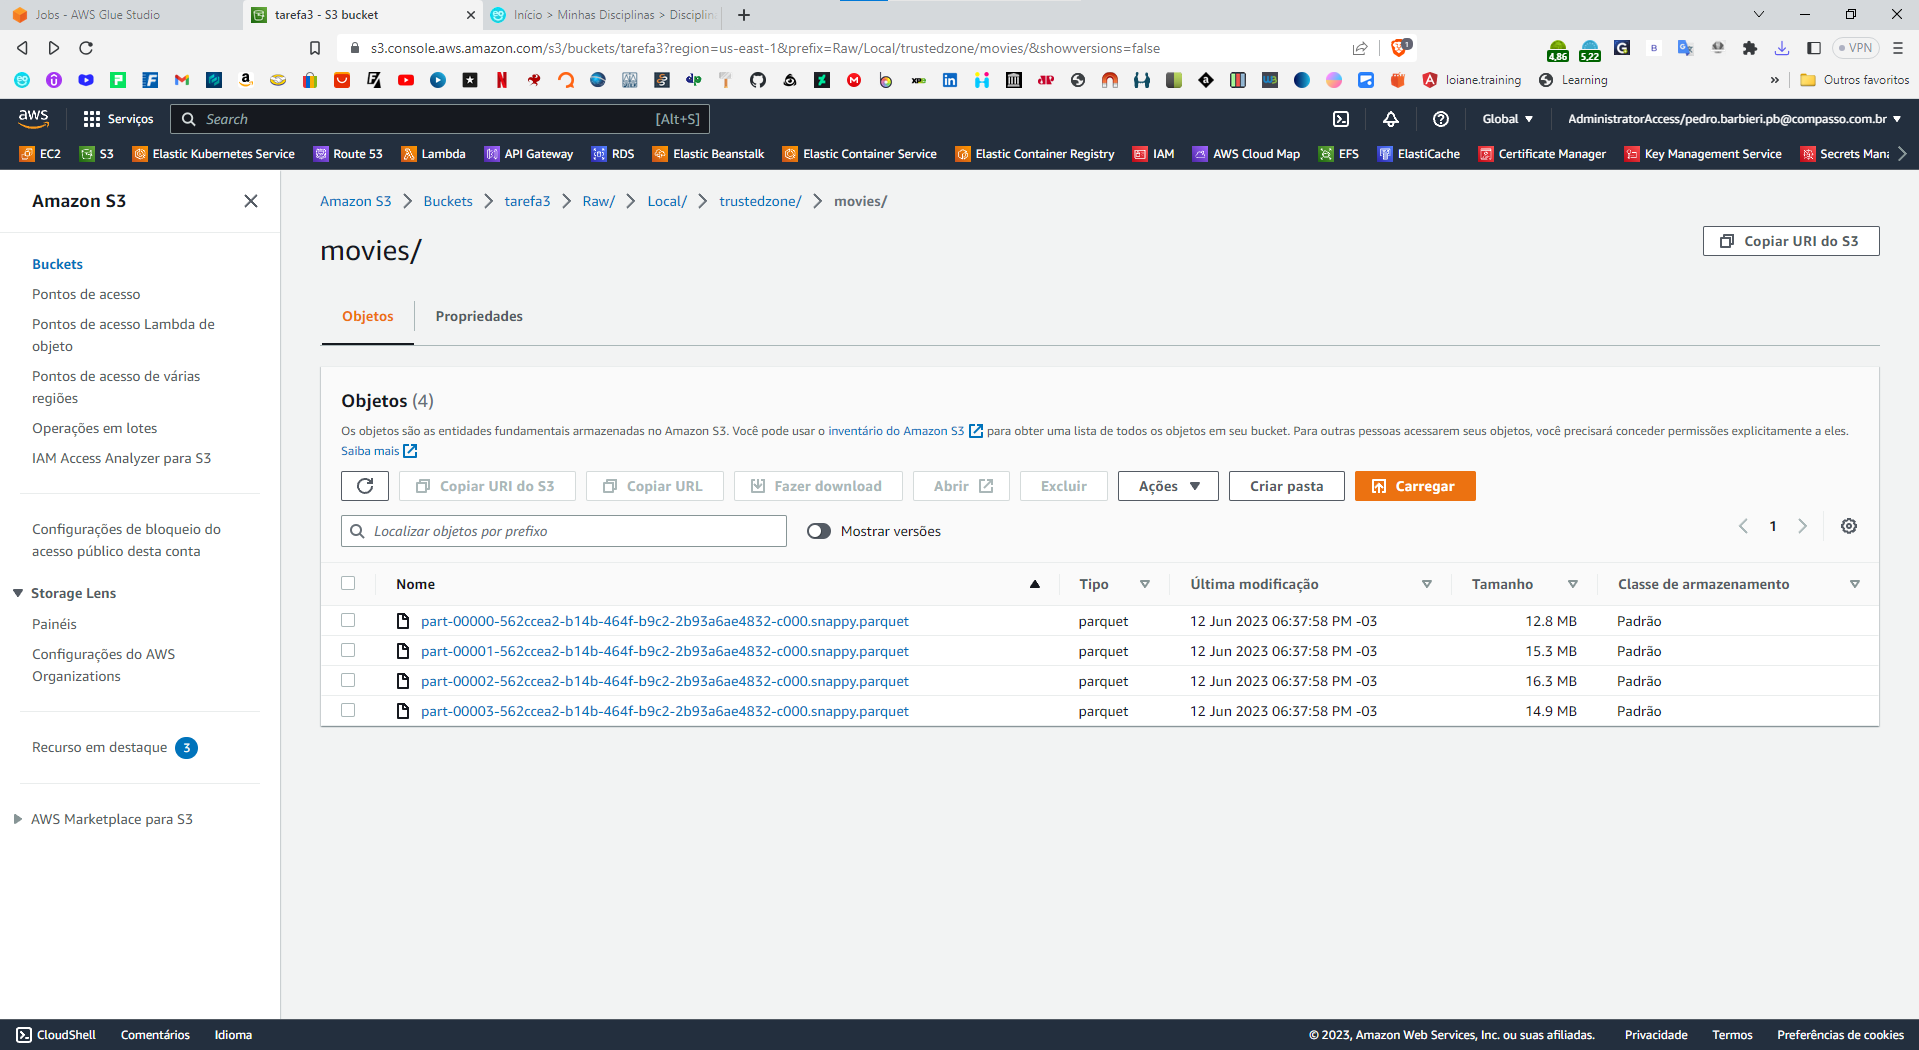 Jobs - AWS Glue Studio
tarefa3 - S3 bucket
Início > Minhas Disciplinas > Disciplin
s3.console.aws.amazon.com/s3/buckets/tarefa3?region=us-east-1&prefix=Raw/Local/trustedzone/movies/&showversions=false
1
4,86
5,22
VPN
loiane.training
Learning
Outros favoritos
aws
Serviços
Search
[Alt+S]
Global
AdministratorAccess/pedro.barbieri.pb@compasso.com.br
EC2
S3
Elastic Kubernetes Service
Route 53
Lambda
API Gateway
RDS
Elastic Beanstalk
Elastic Container Service
Elastic Container Registry
IAM
AWS Cloud Map
EFS
ElastiCache
Certificate Manager
Key Management Service
Secrets Mana
Amazon S3
Buckets
Pontos de acesso
Pontos de acesso Lambda de
objeto
Pontos de acesso de várias
regiões
Operações em lotes
IAM Access Analyzer para S3
Configurações de bloqueio do
acesso público desta conta
Storage Lens
Painéis
Configurações do AWS
Organizations
Recurso em destaque 3
AWS Marketplace para S3
Amazon S3 > Buckets > tarefa3 > Raw/ > Local/ > trustedzone/ > movies/
movies/
Copiar URI do S3
Objetos
Propriedades
Objetos (4)
Os objetos são as entidades fundamentais armazenadas no Amazon S3. Você pode usar o inventário do Amazon S3 para obter uma lista de todos os objetos em seu bucket. Para outras pessoas acessarem seus objetos, você precisará conceder permissões explicitamente a eles.
Saiba mais
Copiar URI do S3
Copiar URL
Fazer download
Abrir
Excluir
Ações
Criar pasta
Carregar
Localizar objetos por prefixo
Mostrar versões
1
Nome Tipo Última modificação Tamanho Classe de armazenamento
part-00000-562ccea2-b14b-464f-b9c2-2b93a6ae4832-c000.snappy.parquet parquet 12 Jun 2023 06:37:58 PM -03 12.8 MB Padrão
part-00001-562ccea2-b14b-464f-b9c2-2b93a6ae4832-c000.snappy.parquet parquet 12 Jun 2023 06:37:58 PM -03 15.3 MB Padrão
part-00002-562ccea2-b14b-464f-b9c2-2b93a6ae4832-c000.snappy.parquet parquet 12 Jun 2023 06:37:58 PM -03 16.3 MB Padrão
part-00003-562ccea2-b14b-464f-b9c2-2b93a6ae4832-c000.snappy.parquet parquet 12 Jun 2023 06:37:58 PM -03 14.9 MB Padrão
CloudShell
Comentários
Idioma
© 2023, Amazon Web Services, Inc. ou suas afiliadas.
Privacidade
Termos
Preferências de cookies